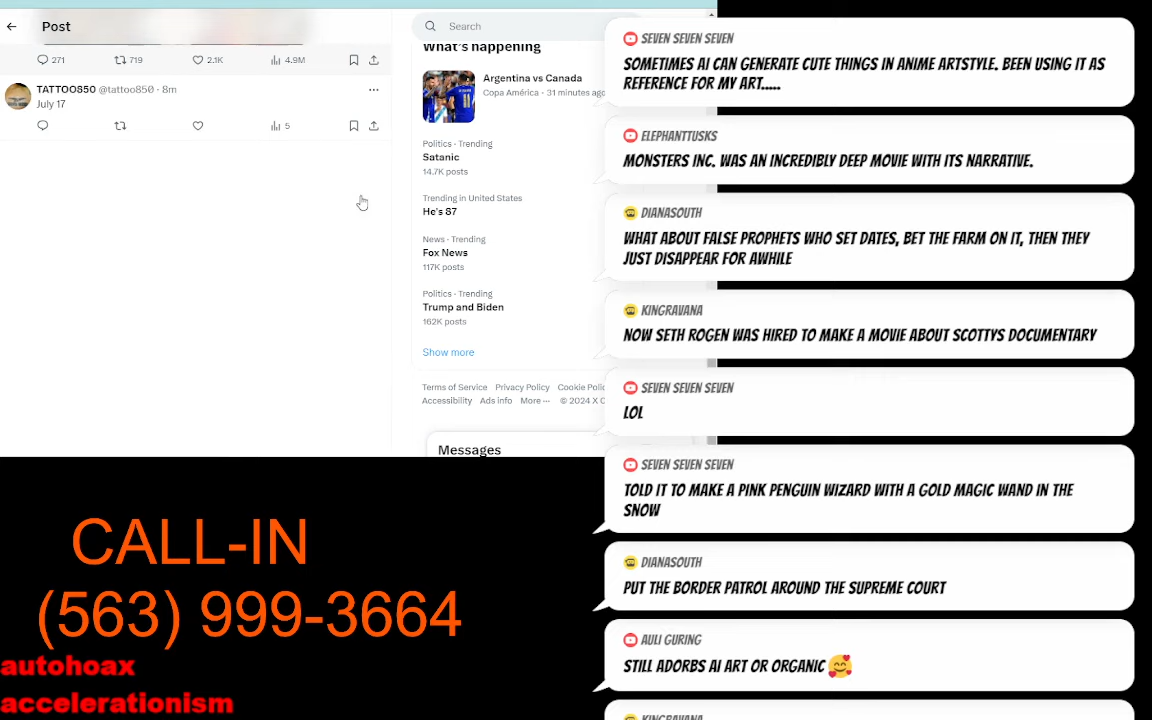 Post
271
719
2.1K
4.9M
TATTOO850 @tattoo850 · 8m
July 17
5
Search
What's happening
Argentina vs Canada
Copa América · 31 minutes ago
Politics · Trending
Satanic
14.7K posts
Trending in United States
He's 87
News · Trending
Fox News
117K posts
Politics · Trending
Trump and Biden
162K posts
Show more
Terms of Service Privacy Policy Cookie
Accessibility Ads info More ··· © 2024 X
Messages
CALL-IN
(563) 999-3664
autohoax
accelerationism
SEVEN SEVEN SEVEN
SOMETIMES AI CAN GENERATE CUTE THINGS IN ANIME ARTSTYLE. BEEN USING IT AS
REFERENCE FOR MY ART.....
ELEPHANTTUSKS
MONSTERS INC. WAS AN INCREDIBLY DEEP MOVIE WITH ITS NARRATIVE.
DIANASOUTH
WHAT ABOUT FALSE PROPHETS WHO SET DATES, BET THE FARM ON IT, THEN THEY
JUST DISAPPEAR FOR AWHILE
KINGRAVANA
NOW SETH ROGEN WAS HIRED TO MAKE A MOVIE ABOUT SCOTTYS DOCUMENTARY
SEVEN SEVEN SEVEN
LOL
SEVEN SEVEN SEVEN
TOLD IT TO MAKE A PINK PENGUIN WIZARD WITH A GOLD MAGIC WAND IN THE
SNOW
DIANASOUTH
PUT THE BORDER PATROL AROUND THE SUPREME COURT
AULI GURING
STILL ADORBS AI ART OR ORGANIC 🥰
KINGRAVANA